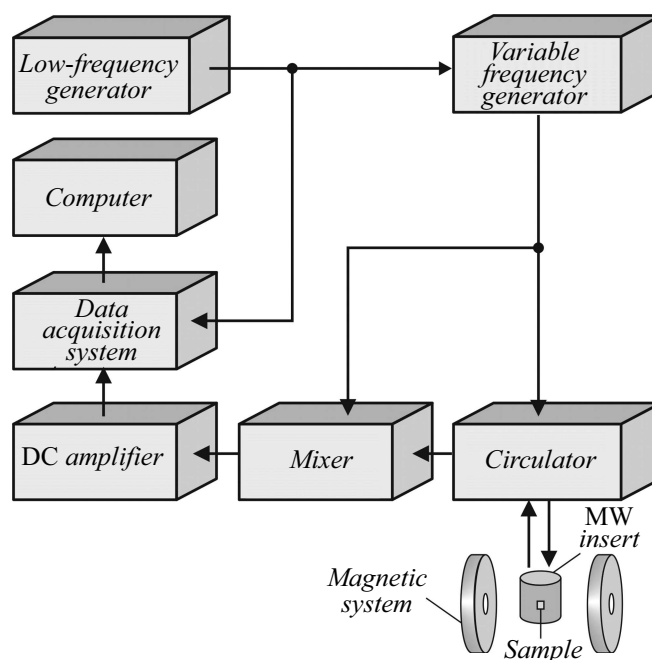 Low-frequency
generator
Variable
frequency
generator
Computer
Data
acquisition
system
DC amplifier
Mixer
Circulator
MW
insert
Magnetic
system
Sample